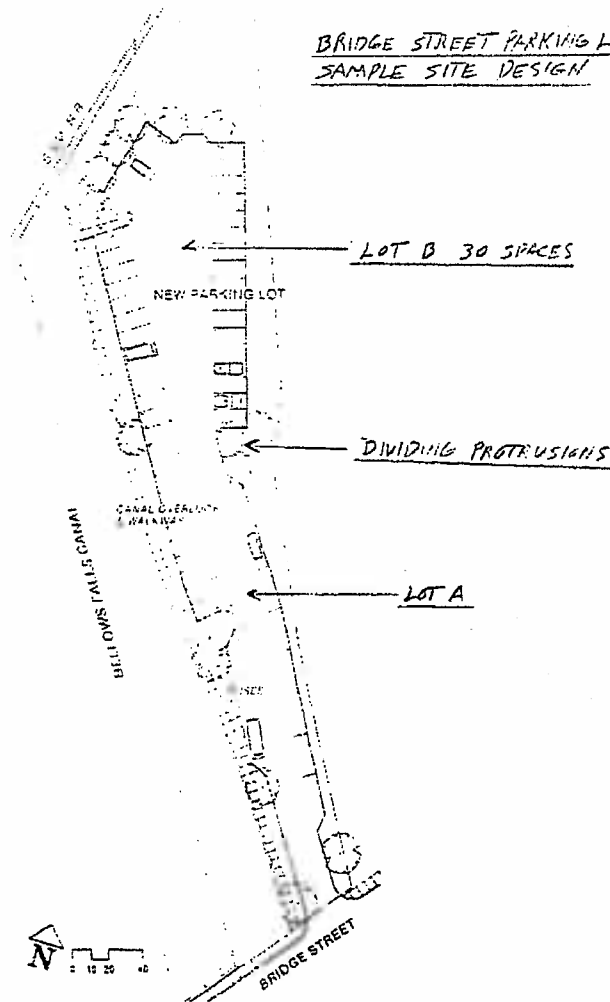 BRIDGE STREET PARKING L
SAMPLE SITE DESIGN
LOT B 30 SPACES
NEW PARKING LOT
DIVIDING PROTRUSIONS
CANAL OVERLOOK
WALKWAY
BELLOWS FALLS CANAL
LOT A
N
0 10 20 40
BRIDGE STREET